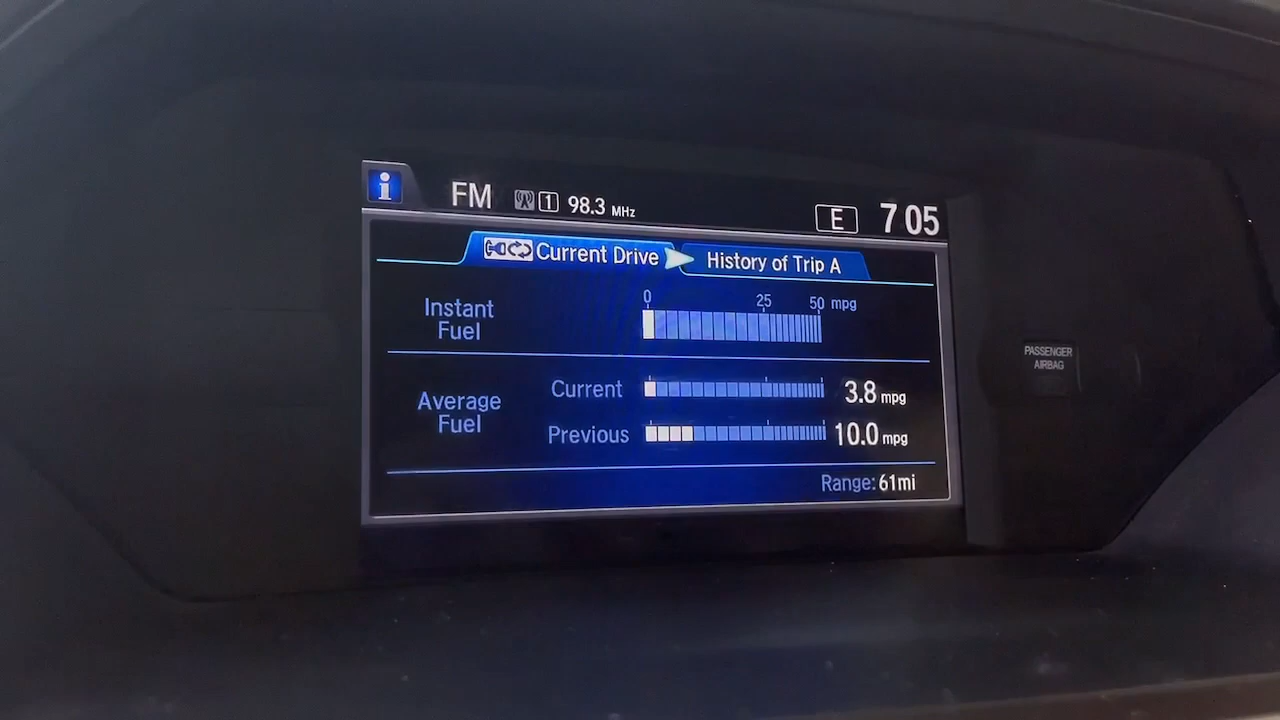 i FM 1 98.3 MHz E 7 05
Current Drive History of Trip A
0 25 50 mpg
Instant
Fuel
Average
Fuel
Current 3.8 mpg
Previous 10.0 mpg
Range: 61mi
PASSENGER
AIRBAG